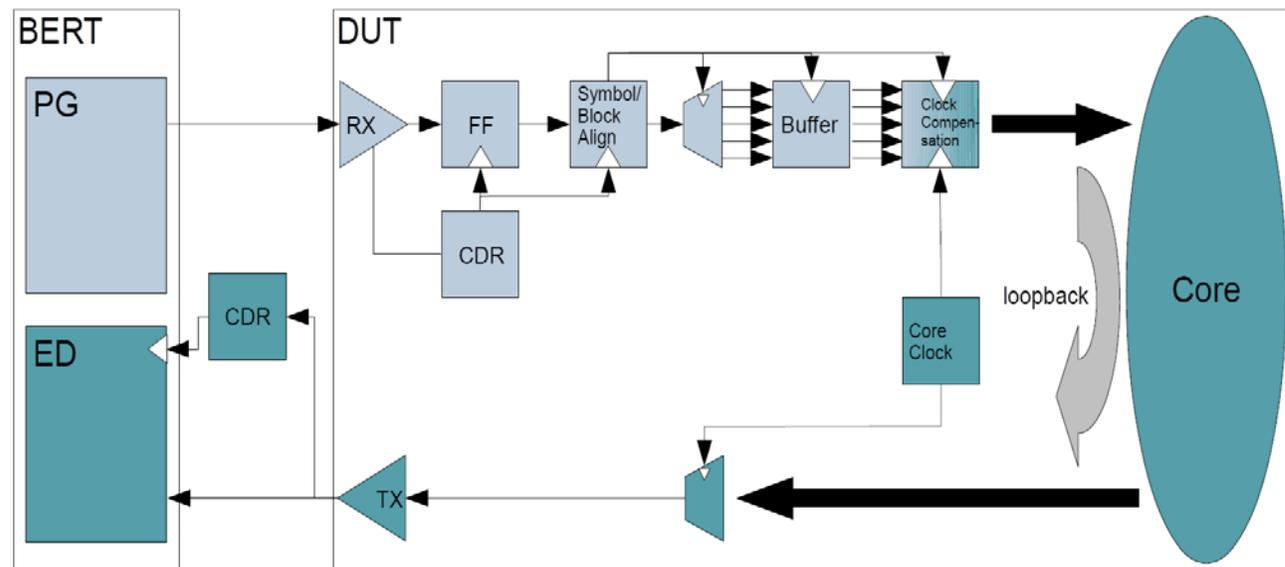 BERT
DUT
PG
RX
FF
Symbol/
Block
Align
Buffer
Clock
Compen-
sation
CDR
CDR
loopback
Core
Core
Clock
ED
TX